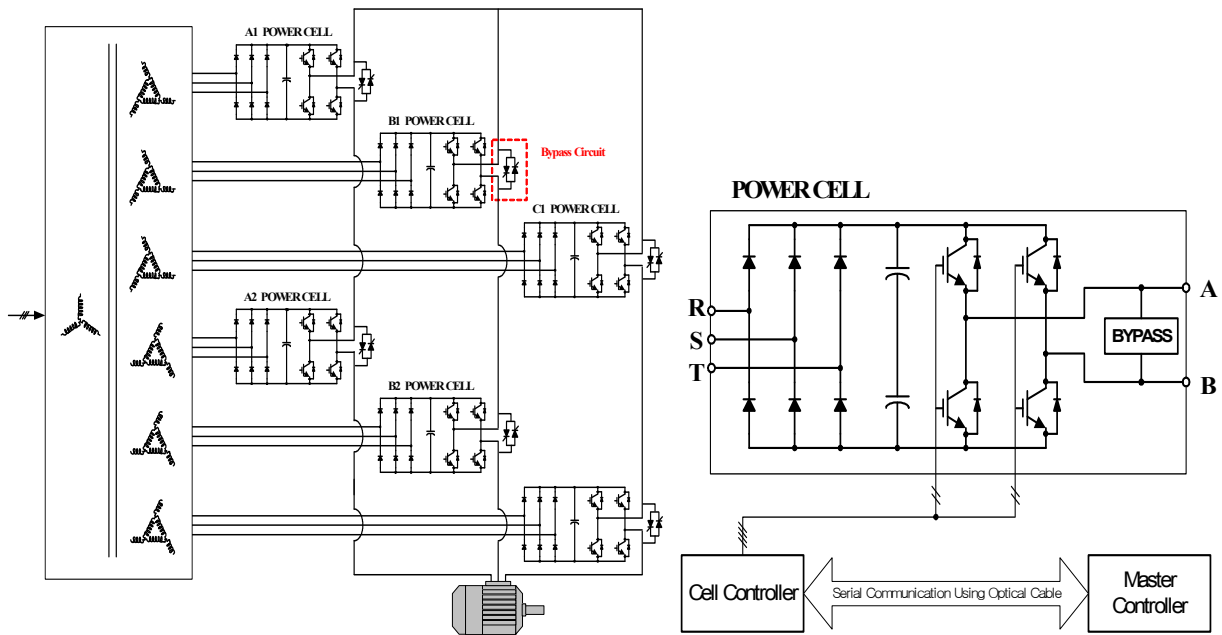 A1 POWER CELL
B1 POWER CELL
Bypass Circuit
C1 POWER CELL
A2 POWER CELL
B2 POWER CELL
POWER CELL
R
S
T
A
BYPASS
B
Cell Controller
Serial Communication Using Optical Cable
Master
Controller